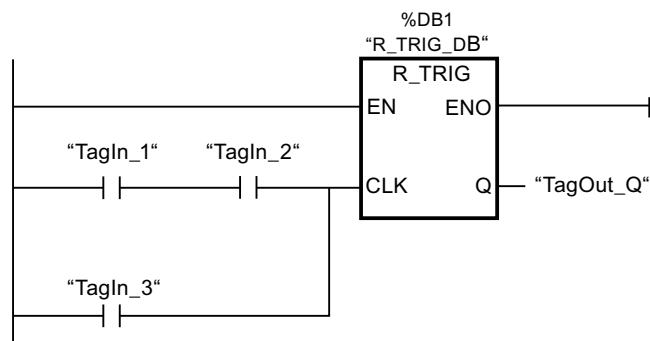 %DB1
“R_TRIG_DB“
R_TRIG
EN ENO
“TagIn_1“ “TagIn_2“
CLK Q “TagOut_Q“
“TagIn_3“